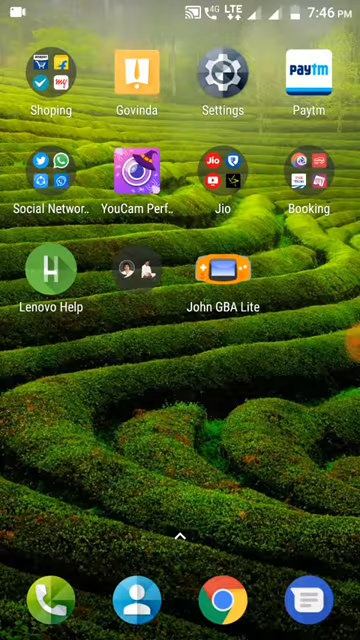 4G LTE 7:46 PM
Shoping Govinda Settings Paytm
paytm
Social Networ.. YouCam Perf.. Jio Booking
Jio
Lenovo Help John GBA Lite